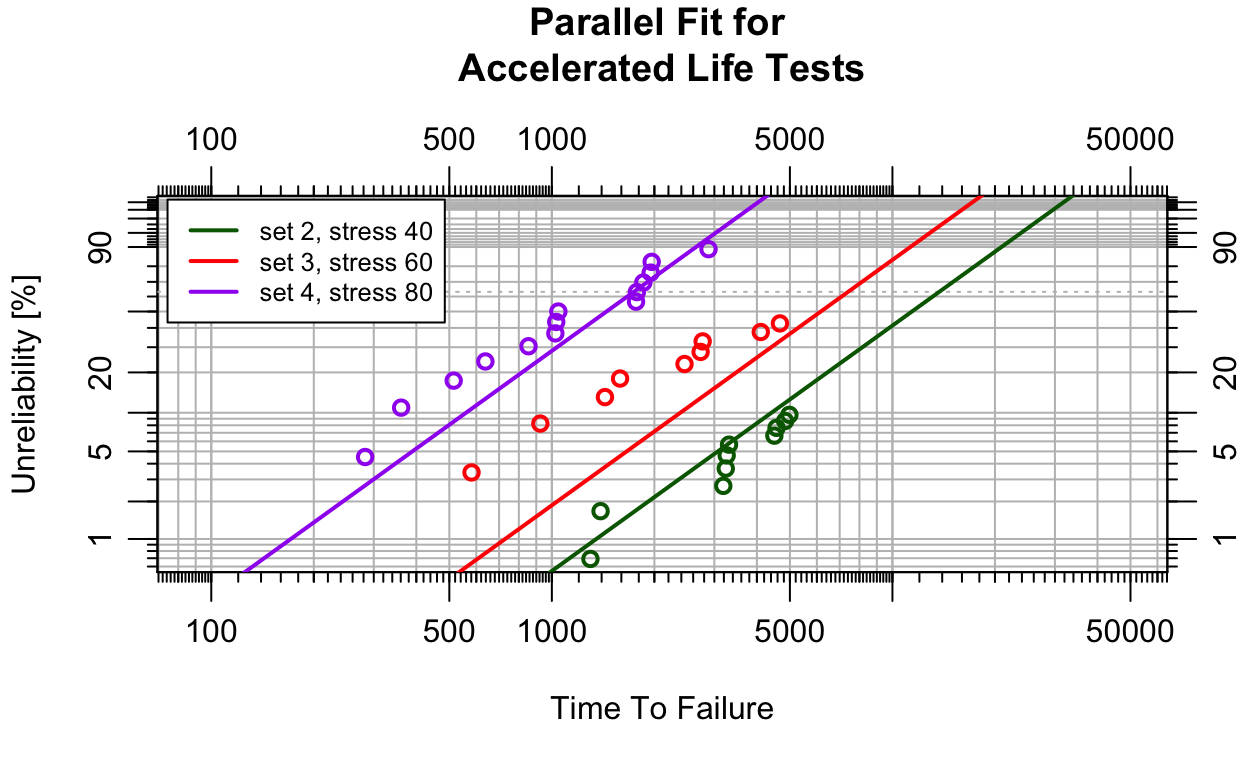 Parallel Fit for
Accelerated Life Tests
100 500 1000 5000 50000
set 2, stress 40
set 3, stress 60
set 4, stress 80
Unreliability [%]
90 90
20 20
5 5
1 1
100 500 1000 5000 50000
Time To Failure